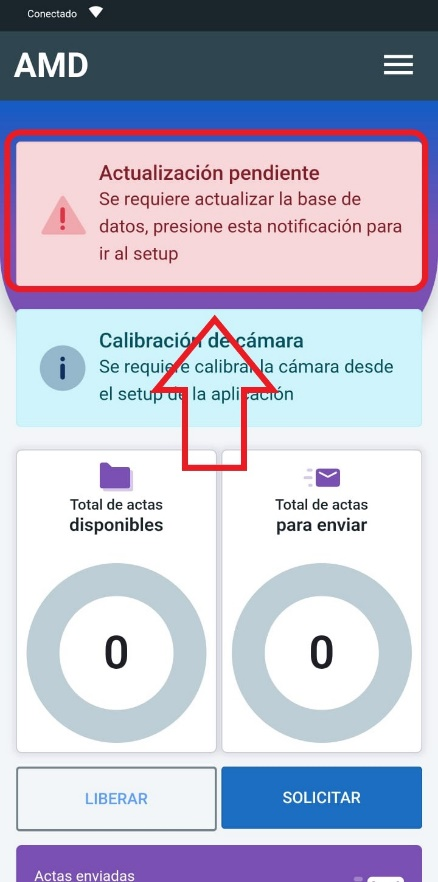 Conectado
AMD
Actualización pendiente
Se requiere actualizar la base de
datos, presione esta notificación para
ir al setup
Calibración de cámara
Se requiere calibrar la cámara desde
el setup de la aplicación
Total de actas
disponibles
Total de actas
para enviar
0
0
LIBERAR
SOLICITAR
Actas enviadas